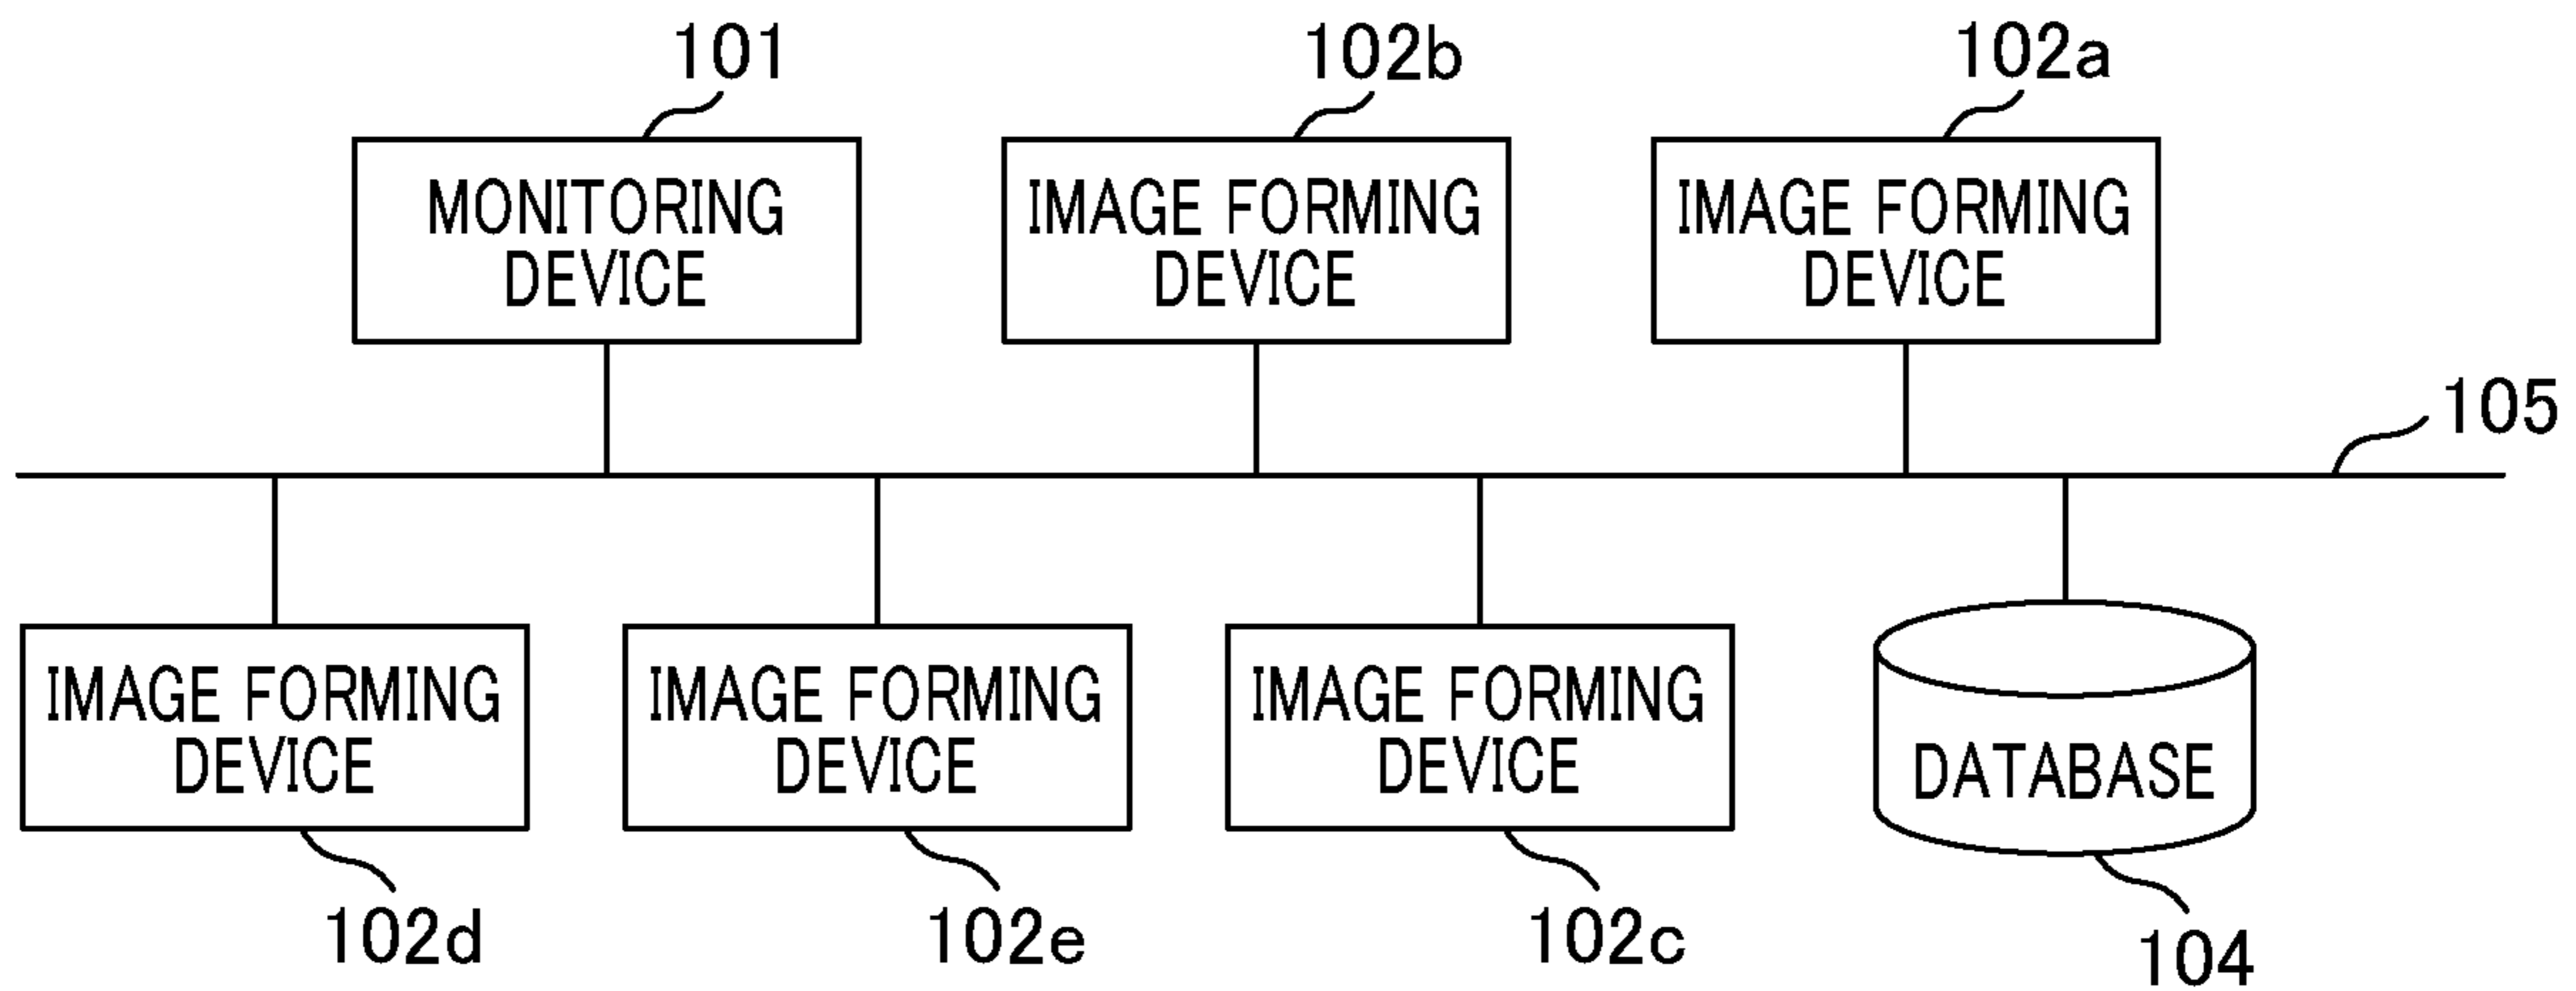 101
102b
102a
MONITORING
DEVICE
IMAGE FORMING
DEVICE
IMAGE FORMING
DEVICE
105
IMAGE FORMING
DEVICE
IMAGE FORMING
DEVICE
IMAGE FORMING
DEVICE
DATABASE
102d
102e
102c
104